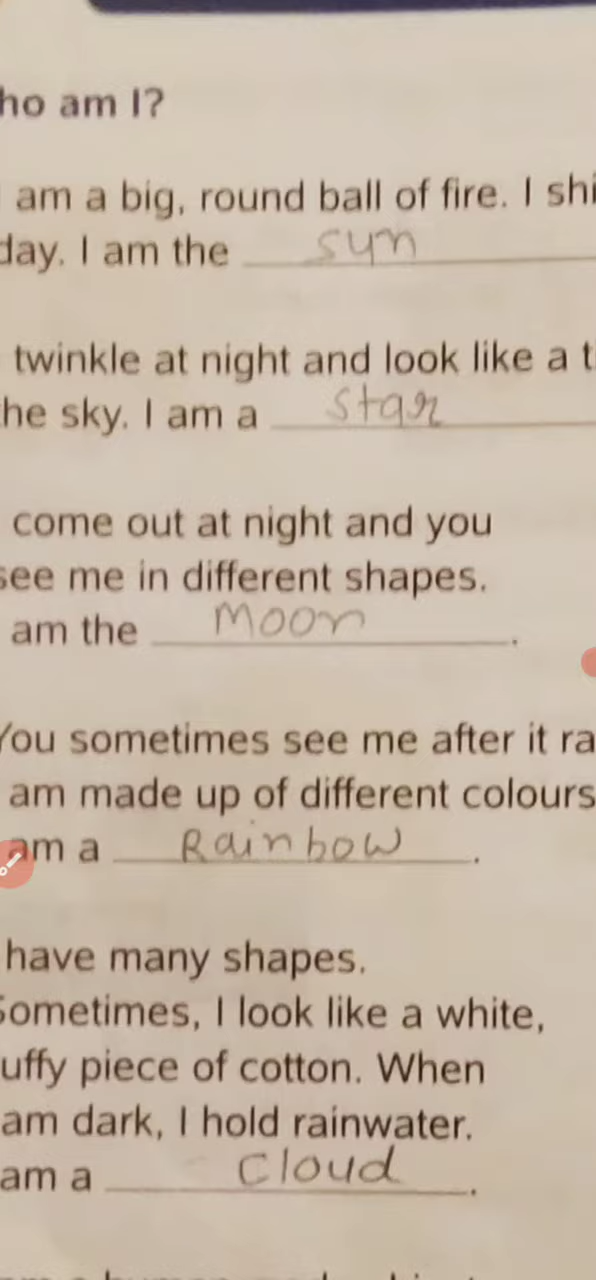 ho am I?
am a big, round ball of fire. I shi
day. I am the sun
twinkle at night and look like a t
he sky. I am a star
come out at night and you
see me in different shapes.
am the Moon.
You sometimes see me after it ra
am made up of different colours
am a Rainbow.
have many shapes.
Sometimes, I look like a white,
uffy piece of cotton. When
am dark, I hold rainwater.
am a Cloud.